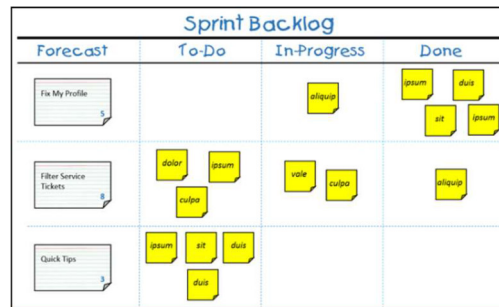 Sprint Backlog
Forecast To-Do In-Progress Done
Fix My Profile
5
aliquip
ipsum duis
sit ipsum
Filter Service
Tickets
8
dolor ipsum
culpa
vale culpa
aliquip
Quick Tips
3
ipsum sit duis
duis